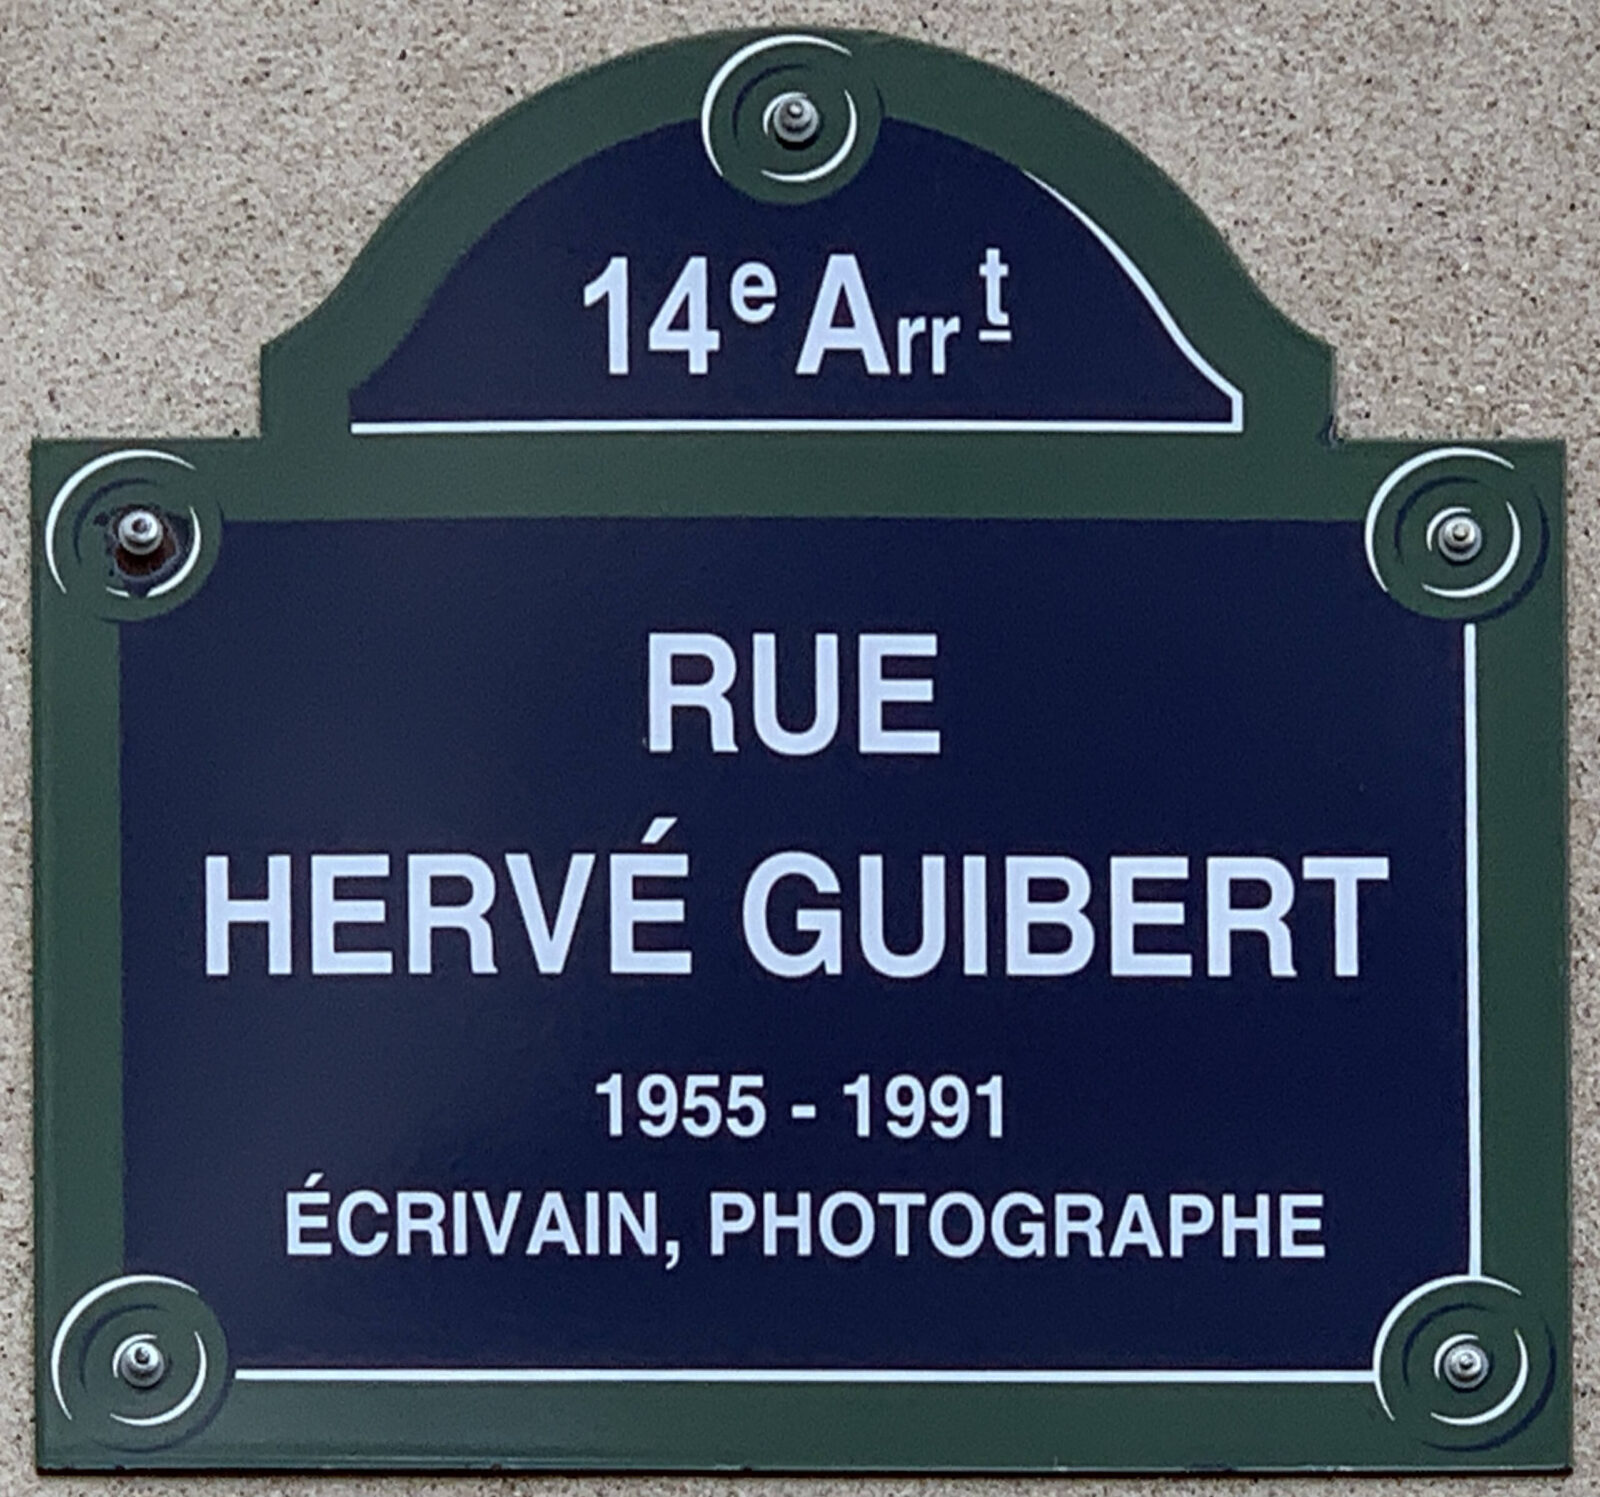 14e Arrt
RUE
HERVÉ GUIBERT
1955 - 1991
ÉCRIVAIN, PHOTOGRAPHE